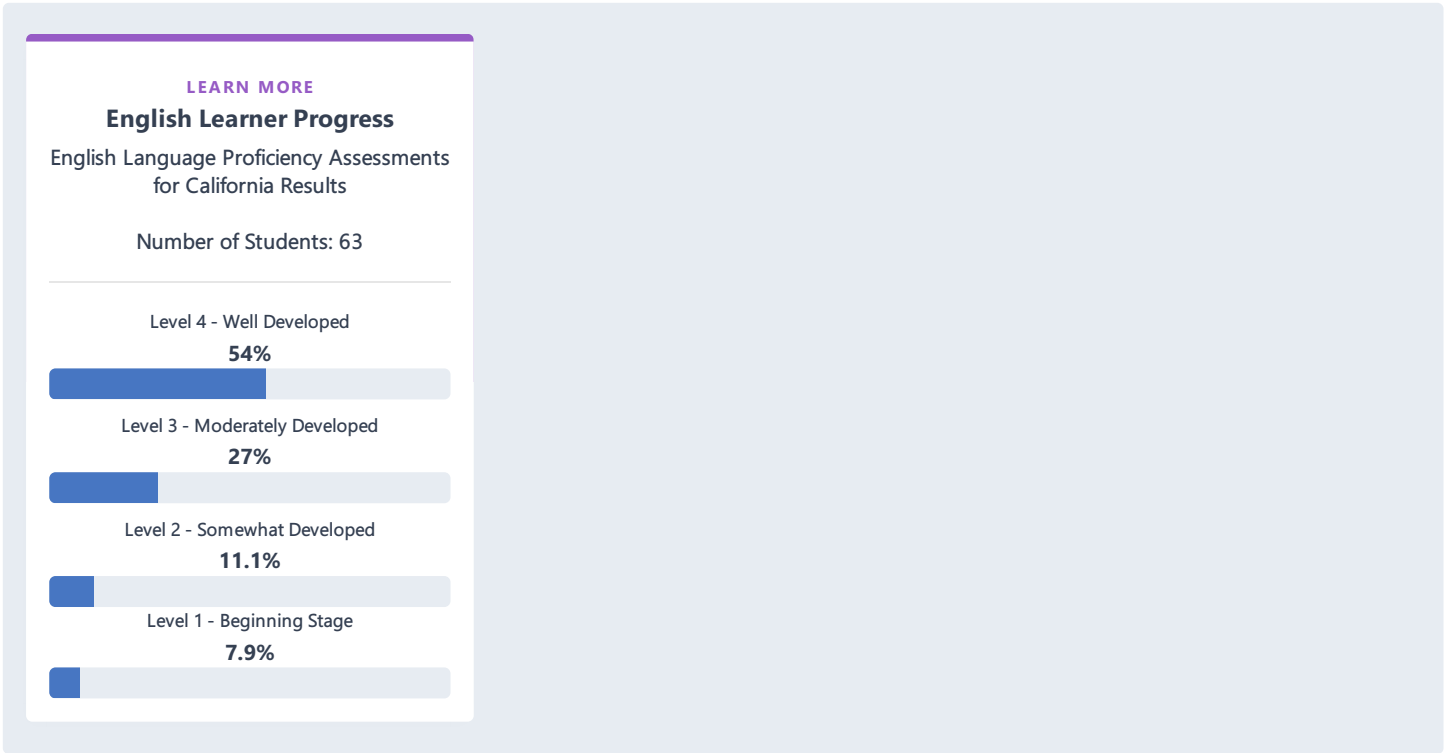 LEARN MORE
English Learner Progress
English Language Proficiency Assessments
for California Results
Number of Students: 63
Level 4 - Well Developed
54%
Level 3 - Moderately Developed
27%
Level 2 - Somewhat Developed
11.1%
Level 1 - Beginning Stage
7.9%